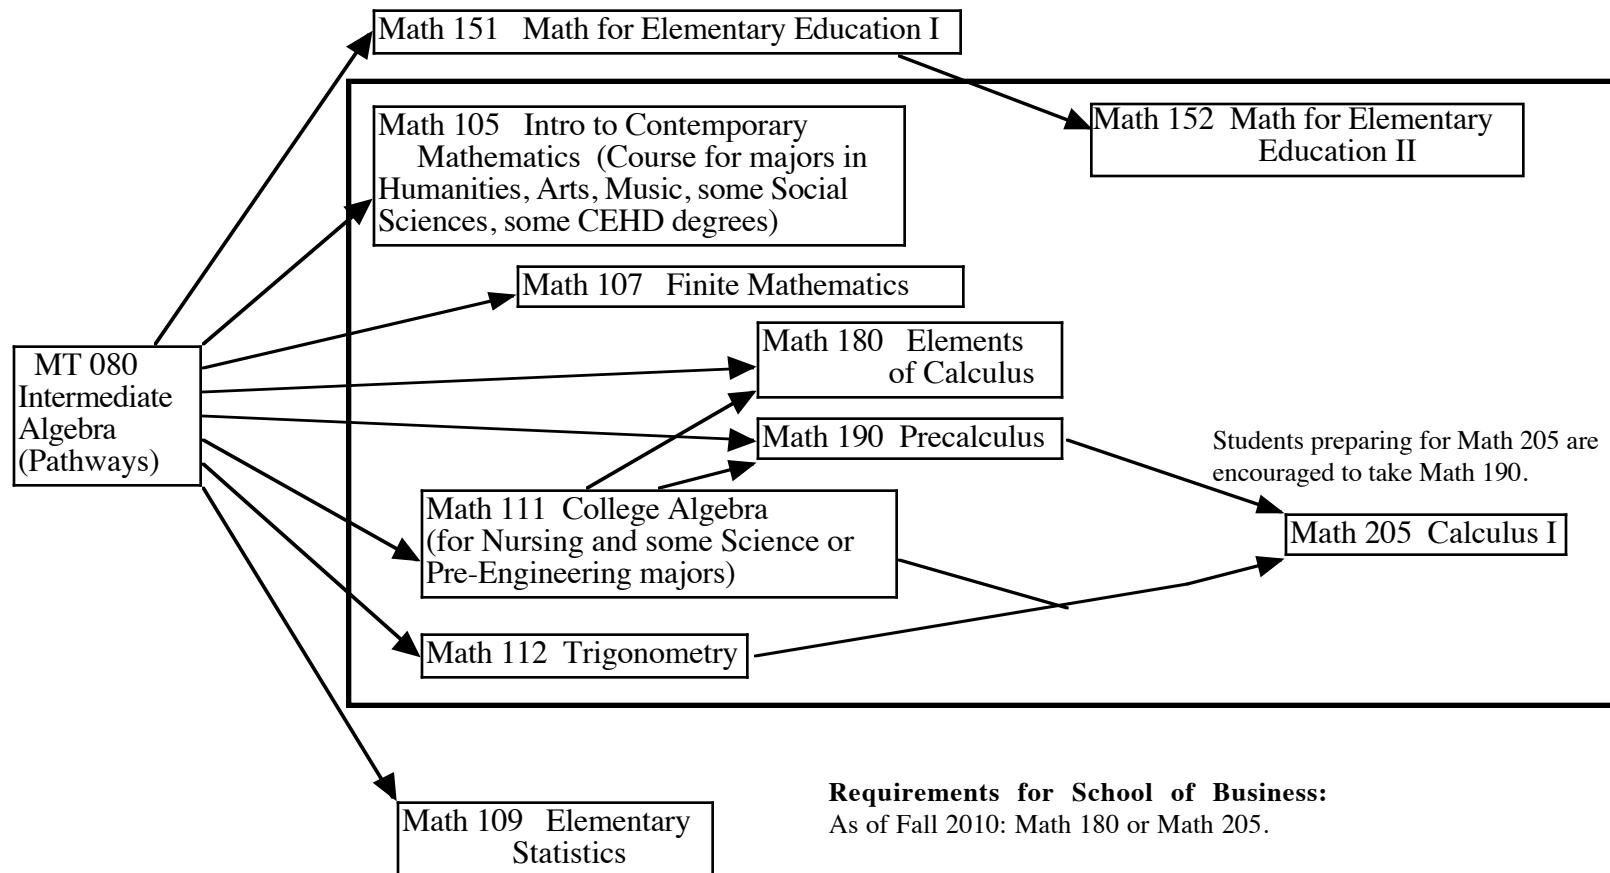 Math 151 Math for Elementary Education I
Math 105 Intro to Contemporary
Mathematics (Course for majors in
Humanities, Arts, Music, some Social
Sciences, some CEHD degrees)
Math 152 Math for Elementary
Education II
Math 107 Finite Mathematics
Math 180 Elements
of Calculus
MT 080
Intermediate
Algebra
(Pathways)
Math 190 Precalculus
Students preparing for Math 205 are
encouraged to take Math 190.
Math 111 College Algebra
(for Nursing and some Science or
Pre-Engineering majors)
Math 205 Calculus I
Math 112 Trigonometry
Math 109 Elementary
Statistics
Requirements for School of Business:
As of Fall 2010: Math 180 or Math 205.